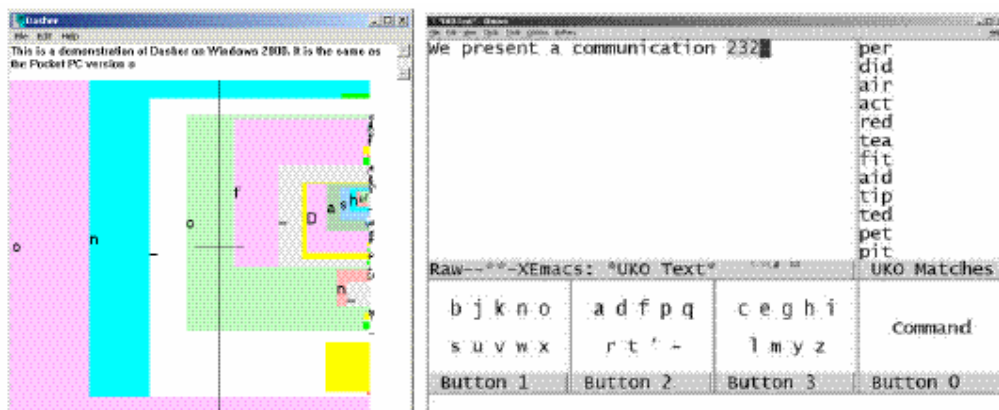 Dasher
File Edit Help
This is a demonstration of Dasher on Windows 2000. It is the same as
the Pocket PC version o
o
n
_
o
f
_
D
a
s
h
n
_
We present a communication 232
per
did
air
act
red
tea
fit
aid
tip
ted
pet
pit
Raw--**-XEmacs: *UKO Text*
UKO Matches
b j k n o
s u v w x
Button 1
a d f p q
r t ' -
Button 2
c e g h i
l m y z
Button 3
Command
Button 0